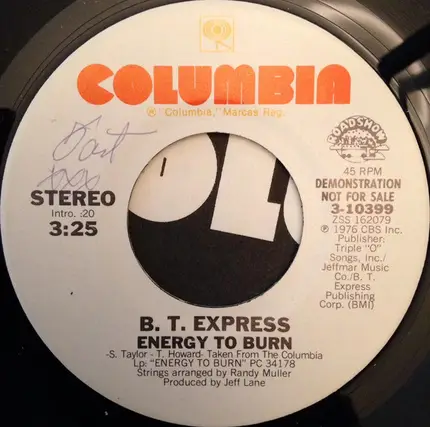 COLUMBIA
® "Columbia," Marcas Reg.
ROADSHOW
STEREO
Intro. :20
3:25
45 RPM
DEMONSTRATION
NOT FOR SALE
3-10399
ZSS 162079
℗ 1976 CBS Inc.
Publisher:
Triple "O"
Songs, Inc./
Jeffmar Music
Co./B. T.
Express
Publishing
Corp. (BMI)
B. T. EXPRESS
ENERGY TO BURN
-S. Taylor - T. Howard- Taken From The Columbia
Lp: "ENERGY TO BURN" PC 34178
Strings arranged by Randy Muller
Produced by Jeff Lane